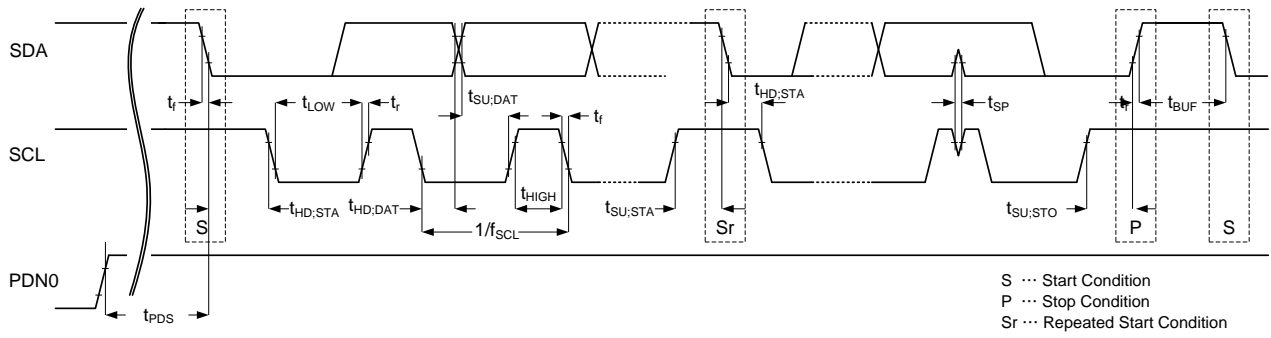 SDA
tf
tLOW
tr
tSU;DAT
tf
tHD;STA
tSP
tr
tBUF
SCL
tHD;STA
tHD;DAT
tHIGH
tSU;STA
tSU;STO
S
1/fSCL
Sr
P
S
PDN0
tPDS
S ··· Start Condition
P ··· Stop Condition
Sr ··· Repeated Start Condition